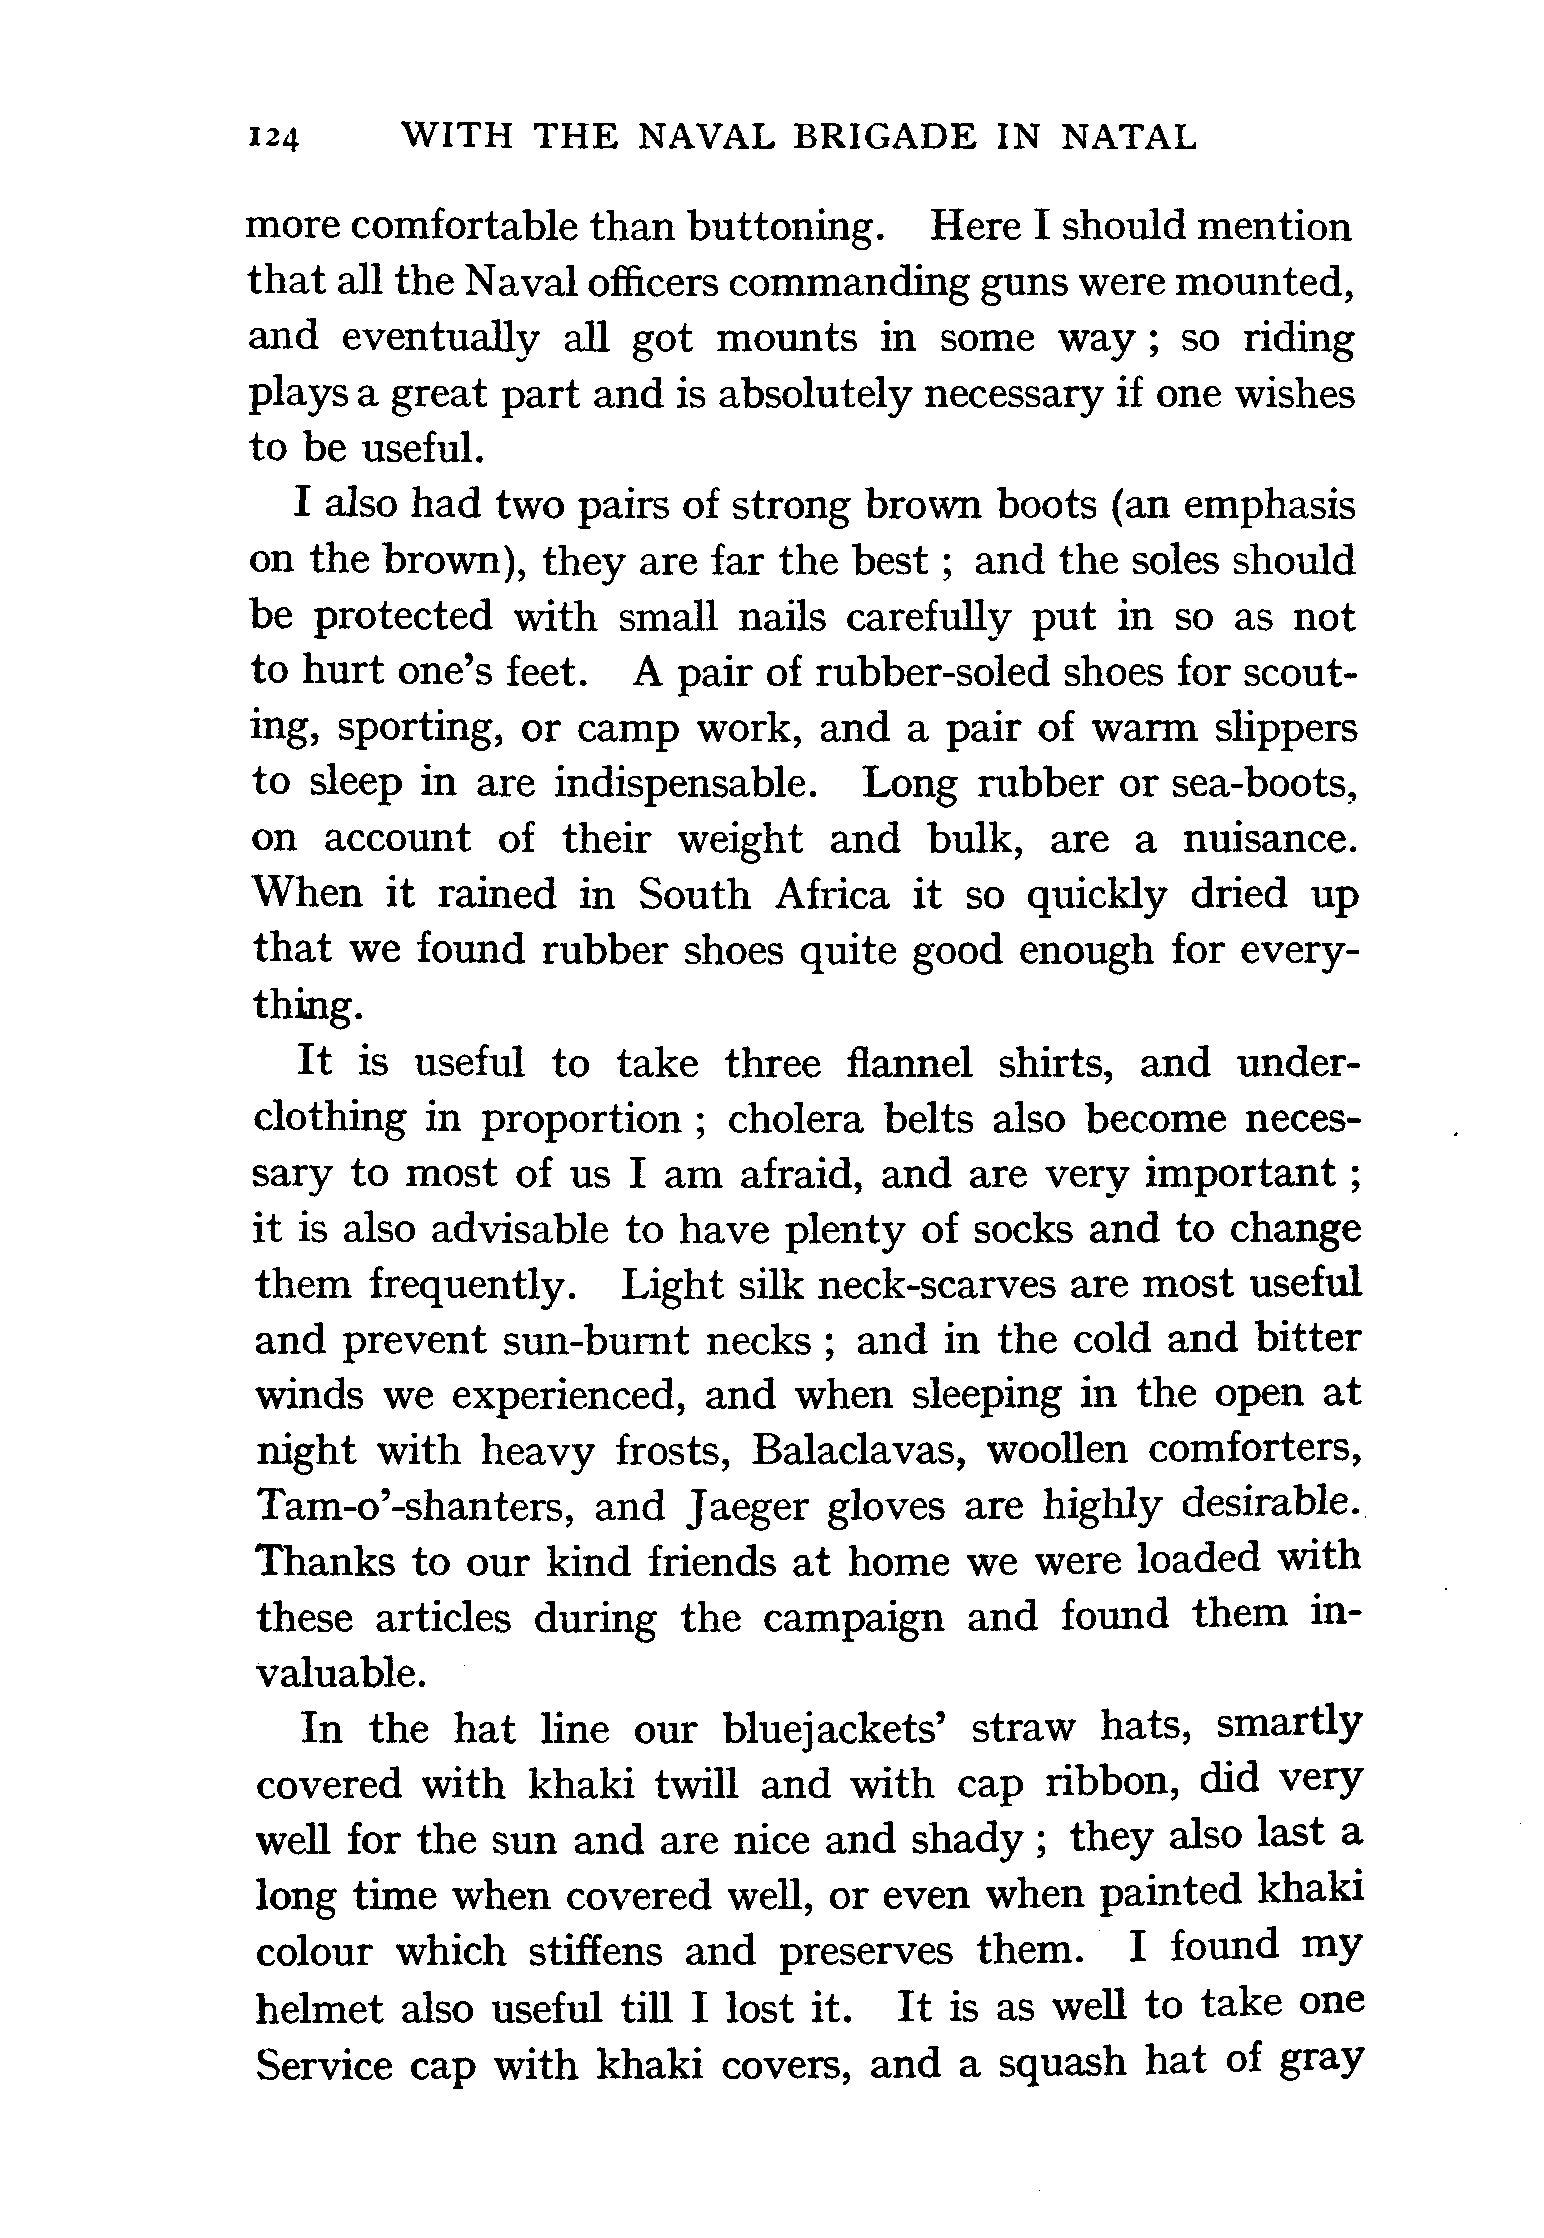 124 WITH THE NAVAL BRIGADE IN NATAL
more comfortable than buttoning. Here I should mention
that all the Naval officers commanding guns were mounted,
and eventually all got mounts in some way ; so riding
plays a great part and is absolutely necessary if one wishes
to be useful.
I also had two pairs of strong brown boots (an emphasis
on the brown), they are far the best ; and the soles should
be protected with small nails carefully put in so as not
to hurt one's feet. A pair of rubber-soled shoes for scout-
ing, sporting, or camp work, and a pair of warm slippers
to sleep in are indispensable. Long rubber or sea-boots,
on account of their weight and bulk, are a nuisance.
When it rained in South Africa it so quickly dried up
that we found rubber shoes quite good enough for every-
thing.
It is useful to take three flannel shirts, and under-
clothing in proportion ; cholera belts also become neces-
sary to most of us I am afraid, and are very important ;
it is also advisable to have plenty of socks and to change
them frequently. Light silk neck-scarves are most useful
and prevent sun-burnt necks ; and in the cold and bitter
winds we experienced, and when sleeping in the open at
night with heavy frosts, Balaclavas, woollen comforters,
Tam-o'-shanters, and Jaeger gloves are highly desirable.
Thanks to our kind friends at home we were loaded with
these articles during the campaign and found them in-
valuable.
In the hat line our bluejackets' straw hats, smartly
covered with khaki twill and with cap ribbon, did very
well for the sun and are nice and shady ; they also last a
long time when covered well, or even when painted khaki
colour which stiffens and preserves them. I found my
helmet also useful till I lost it. It is as well to take one
Service cap with khaki covers, and a squash hat of gray